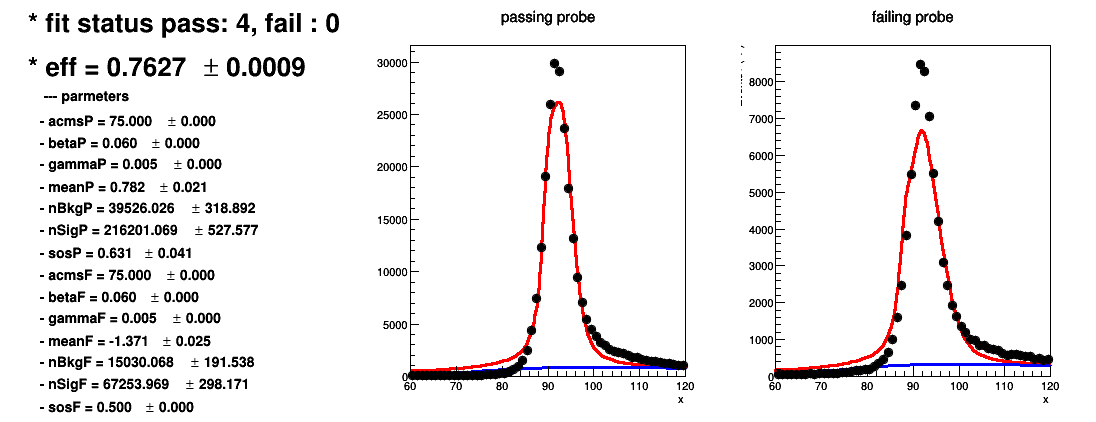 * fit status pass: 4, fail : 0
* eff = 0.7627 ± 0.0009
--- parmeters
- acmsP = 75.000 ± 0.000
- betaP = 0.060 ± 0.000
- gammaP = 0.005 ± 0.000
- meanP = 0.782 ± 0.021
- nBkgP = 39526.026 ± 318.892
- nSigP = 216201.069 ± 527.577
- sosP = 0.631 ± 0.041
- acmsF = 75.000 ± 0.000
- betaF = 0.060 ± 0.000
- gammaF = 0.005 ± 0.000
- meanF = -1.371 ± 0.025
- nBkgF = 15030.068 ± 191.538
- nSigF = 67253.969 ± 298.171
- sosF = 0.500 ± 0.000
passing probe
30000
25000
20000
15000
10000
5000
0
60 70 80 90 100 110 120
x
failing probe
8000
7000
6000
5000
4000
3000
2000
1000
0
60 70 80 90 100 110 120
x